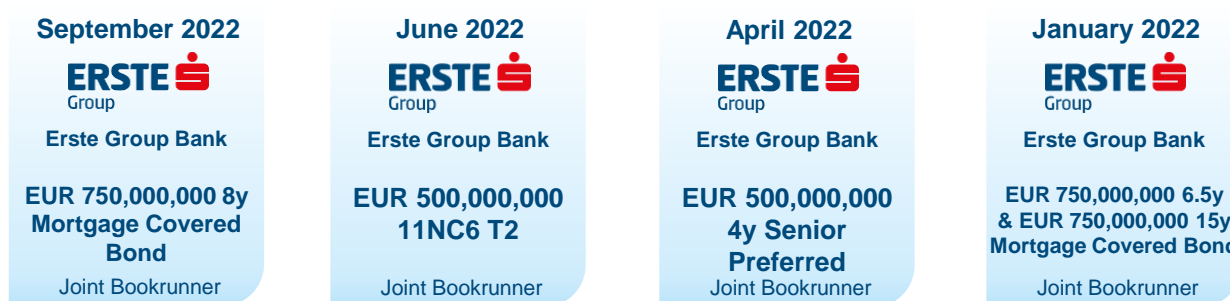 September 2022
ERSTE
Group
Erste Group Bank
EUR 750,000,000 8y
Mortgage Covered
Bond
Joint Bookrunner
June 2022
ERSTE
Group
Erste Group Bank
EUR 500,000,000
11NC6 T2
Joint Bookrunner
April 2022
ERSTE
Group
Erste Group Bank
EUR 500,000,000
4y Senior
Preferred
Joint Bookrunner
January 2022
ERSTE
Group
Erste Group Bank
EUR 750,000,000 6.5y
& EUR 750,000,000 15y
Mortgage Covered Bond
Joint Bookrunner